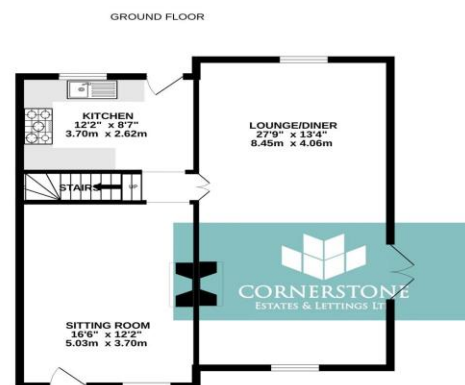 GROUND FLOOR
KITCHEN
12'2" x 8'7"
3.70m x 2.62m
LOUNGE/DINER
27'9" x 13'4"
8.45m x 4.06m
STAIRS
CORNERSTONE
ESTATES & LETTINGS LT
SITTING ROOM
16'6" x 12'2"
5.03m x 3.70m